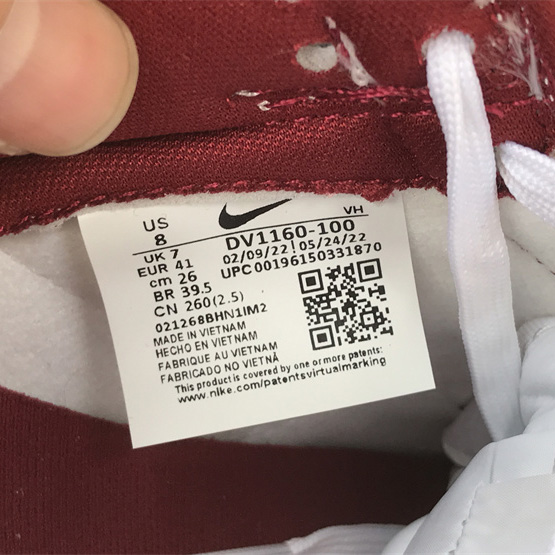 US
8
UK 7
EUR 41
cm 26
BR 39.5
CN 260(2.5)
021268BHN1IM2
VH
DV1160-100
02/09/22 | 05/24/22
UPC00196150331870
MADE IN VIETNAM
HECHO EN VIETNAM
FABRIQUE AU VIETNAM
FABRICADO NO VIETNÃ
This product is covered by one or more patents:
www.nike.com/patentsvirtualmarking